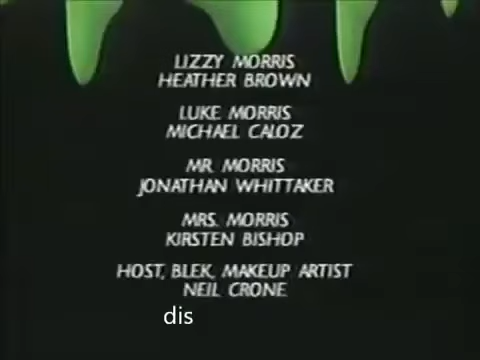 LIZZY MORRIS
HEATHER BROWN
LUKE MORRIS
MICHAEL CALOZ
MR. MORRIS
JONATHAN WHITTAKER
MRS. MORRIS
KIRSTEN BISHOP
HOST, BLEK, MAKEUP ARTIST
NEIL CRONE
dis